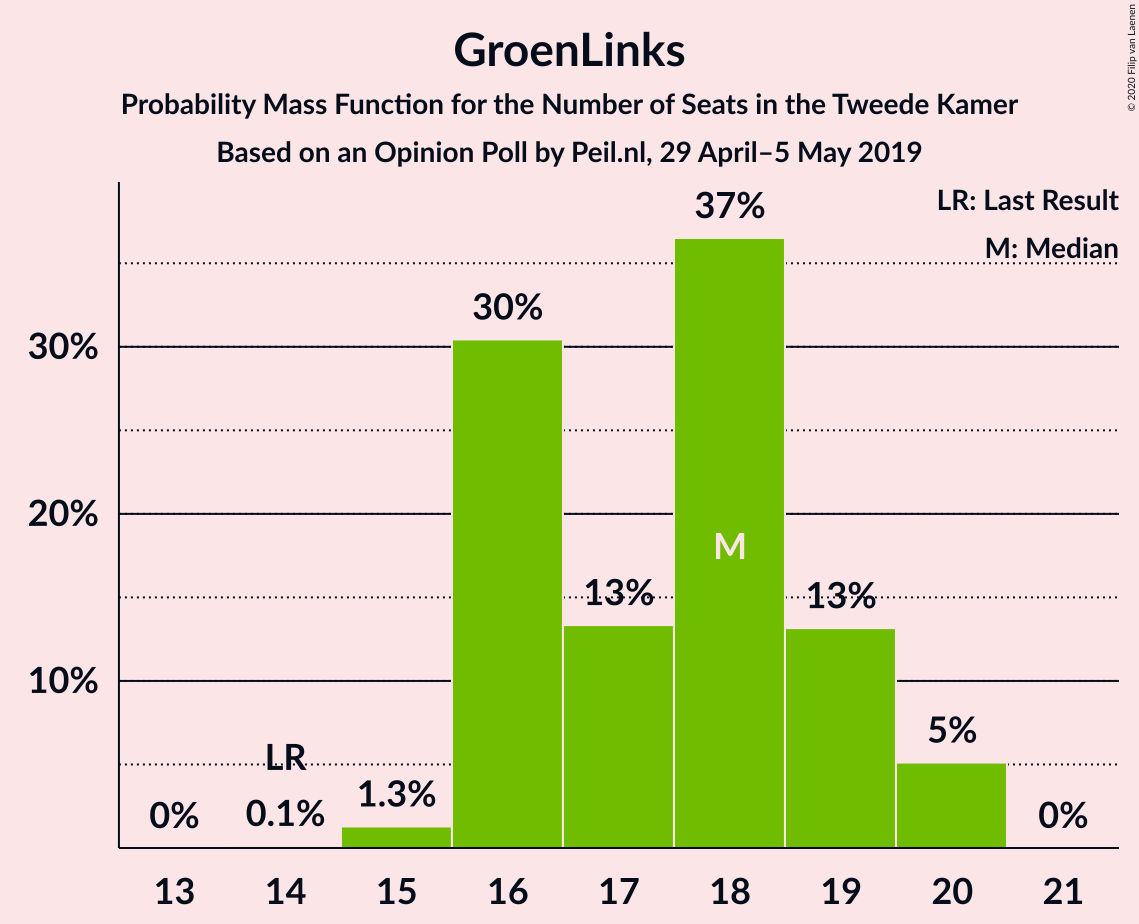 GroenLinks
Probability Mass Function for the Number of Seats in the Tweede Kamer
Based on an Opinion Poll by Peil.nl, 29 April–5 May 2019
© 2020 Filip van Laenen
LR: Last Result
M: Median
30%
20%
10%
0%
LR
0.1%
1.3%
30%
13%
37%
M
13%
5%
0%
13 14 15 16 17 18 19 20 21